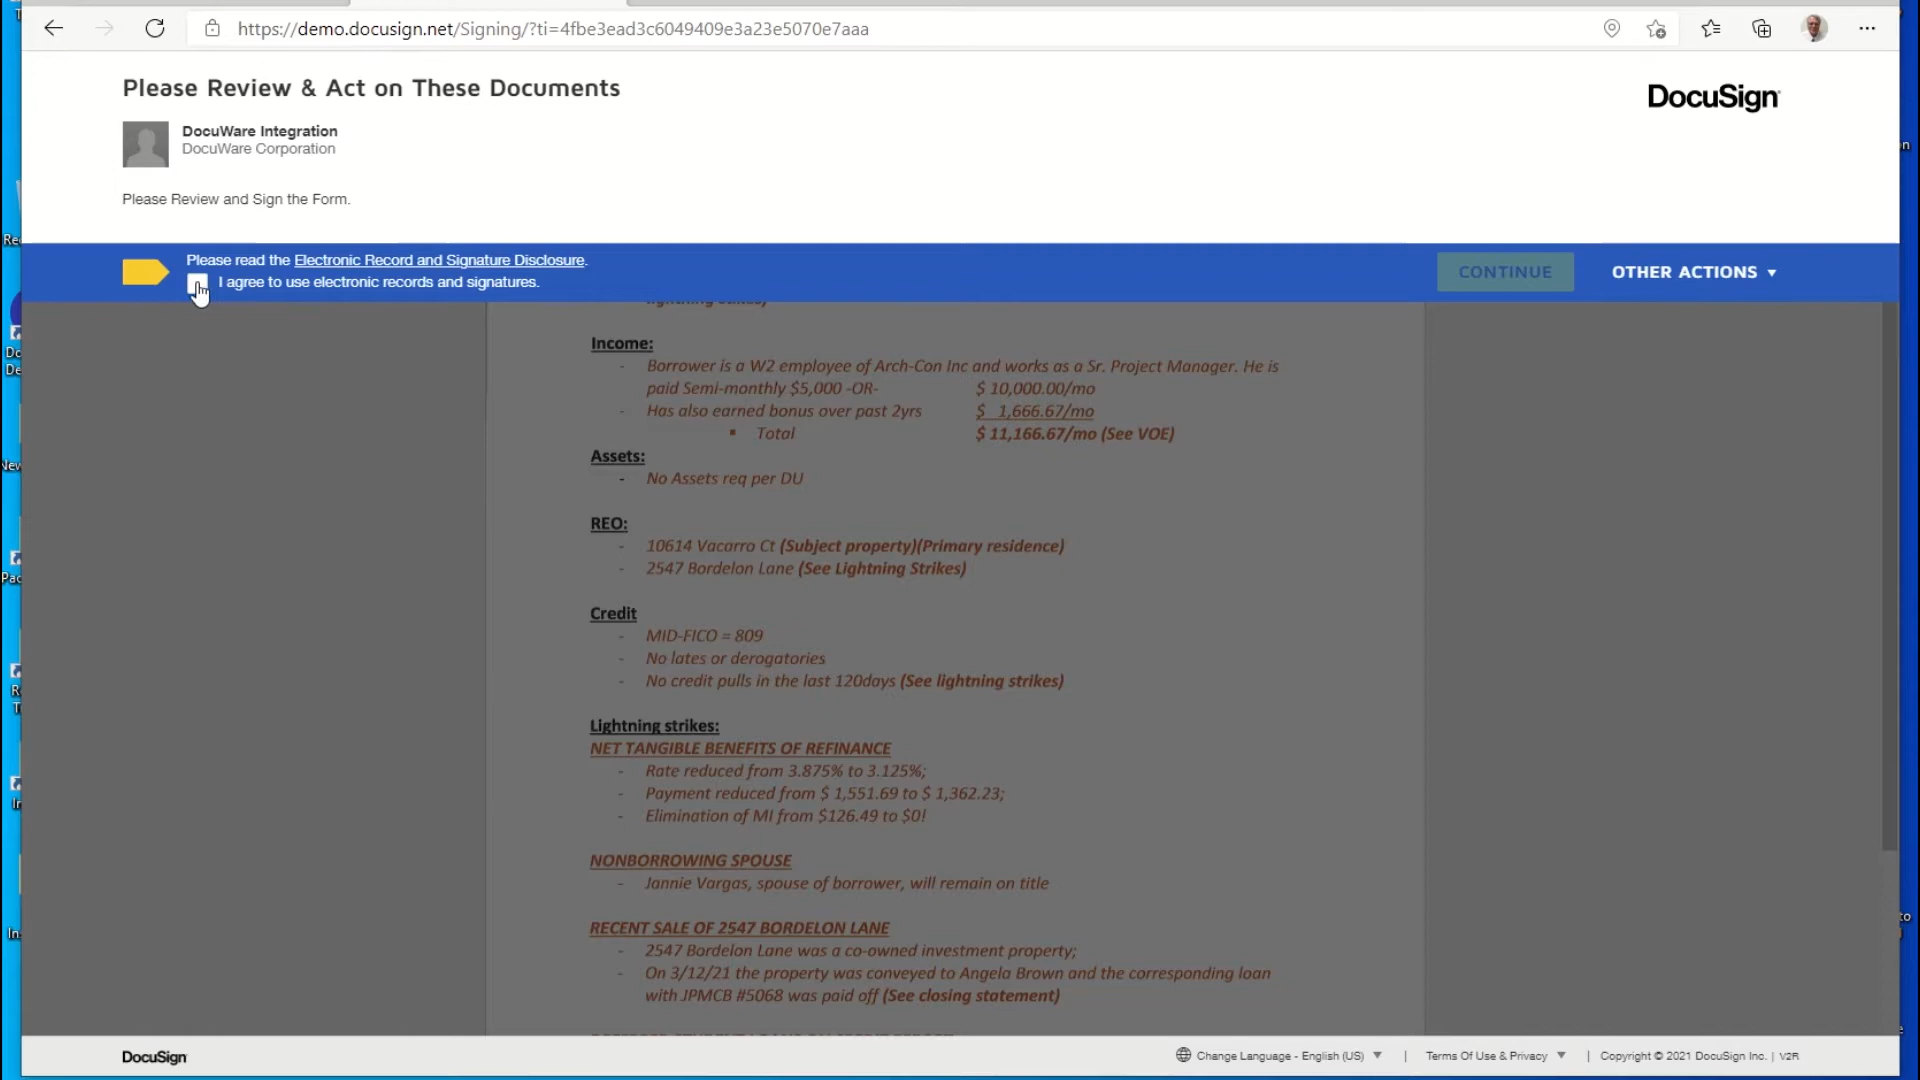 https://demo.docusign.net/Signing/?ti=4fbe3ead3c6049409e3a23e5070e7aaa
Please Review & Act on These Documents
DocuSign
DocuWare Integration
DocuWare Corporation
Please Review and Sign the Form.
Please read the Electronic Record and Signature Disclosure.
I agree to use electronic records and signatures.
CONTINUE
OTHER ACTIONS
lightning strikes)
Income:
- Borrower is a W2 employee of Arch-Con Inc and works as a Sr. Project Manager. He is
paid Semi-monthly $5,000 -OR- $ 10,000.00/mo
- Has also earned bonus over past 2yrs $ 1,666.67/mo
▪ Total $ 11,166.67/mo (See VOE)
Assets:
- No Assets req per DU
REO:
- 10614 Vacarro Ct (Subject property)(Primary residence)
- 2547 Bordelon Lane (See Lightning Strikes)
Credit
- MID-FICO = 809
- No lates or derogatories
- No credit pulls in the last 120days (See lightning strikes)
Lightning strikes:
NET TANGIBLE BENEFITS OF REFINANCE
- Rate reduced from 3.875% to 3.125%;
- Payment reduced from $ 1,551.69 to $ 1,362.23;
- Elimination of MI from $126.49 to $0!
NONBORROWING SPOUSE
- Jannie Vargas, spouse of borrower, will remain on title
RECENT SALE OF 2547 BORDELON LANE
- 2547 Bordelon Lane was a co-owned investment property;
- On 3/12/21 the property was conveyed to Angela Brown and the corresponding loan
with JPMCB #5068 was paid off (See closing statement)
DocuSign
Change Language - English (US) | Terms Of Use & Privacy | Copyright © 2021 DocuSign Inc. | V2R